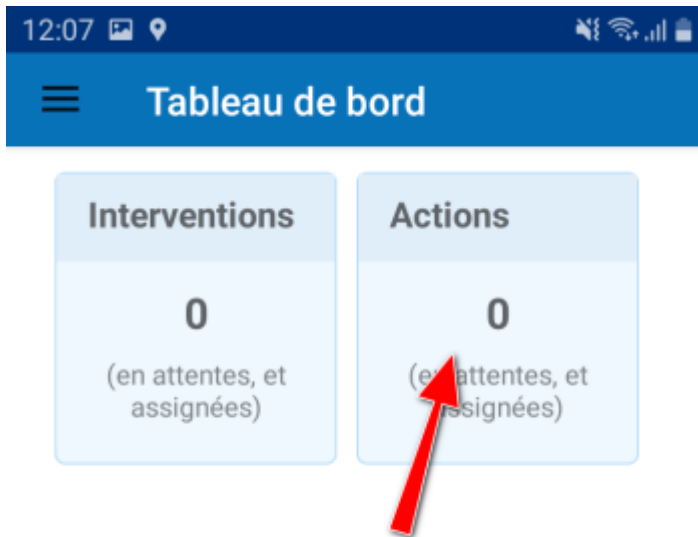 12:07
Tableau de bord
Interventions
0
(en attentes, et
assignées)
Actions
0
attentes, et